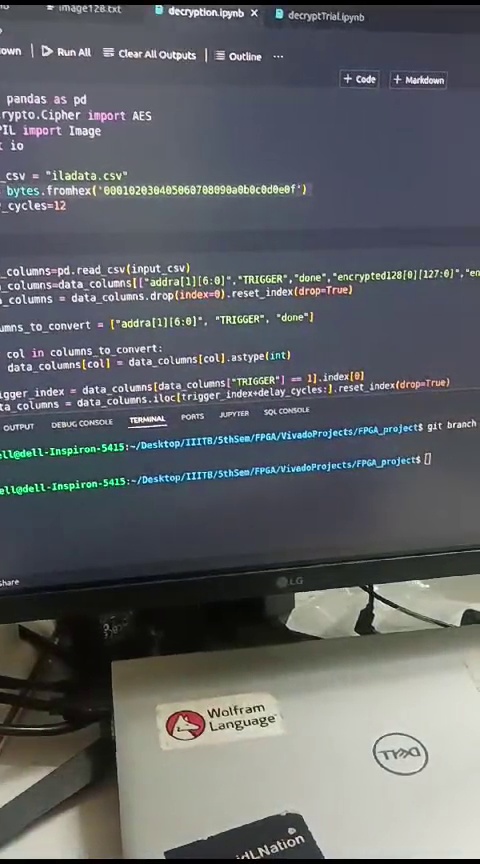 image128.txt decryption.ipynb × decryptTrial.ipynb
own Run All Clear All Outputs Outline ...
+ Code + Markdown
pandas as pd
rypto.Cipher import AES
PIL import Image
t io
_csv = "iladata.csv"
bytes.fromhex('000102030405060708090a0b0c0d0e0f')
_cycles=12
_columns=pd.read_csv(input_csv)
_columns=data_columns[["addra[1][6:0]","TRIGGER","done","encrypted128[0][127:0]","en
a_columns = data_columns.drop(index=0).reset_index(drop=True)
umns_to_convert = ["addra[1][6:0]", "TRIGGER", "done"]
col in columns_to_convert:
data_columns[col] = data_columns[col].astype(int)
igger_index = data_columns[data_columns["TRIGGER"] == 1].index[0]
ta_columns = data_columns.iloc[trigger_index+delay_cycles:].reset_index(drop=True)
OUTPUT DEBUG CONSOLE TERMINAL PORTS JUPYTER SQL CONSOLE
ell@dell-Inspiron-5415:~/Desktop/IIITB/5thSem/FPGA/VivadoProjects/FPGA_project$ git branch
ell@dell-Inspiron-5415:~/Desktop/IIITB/5thSem/FPGA/VivadoProjects/FPGA_project$
share
LG
Wolfram
Language
DELL
idLNation